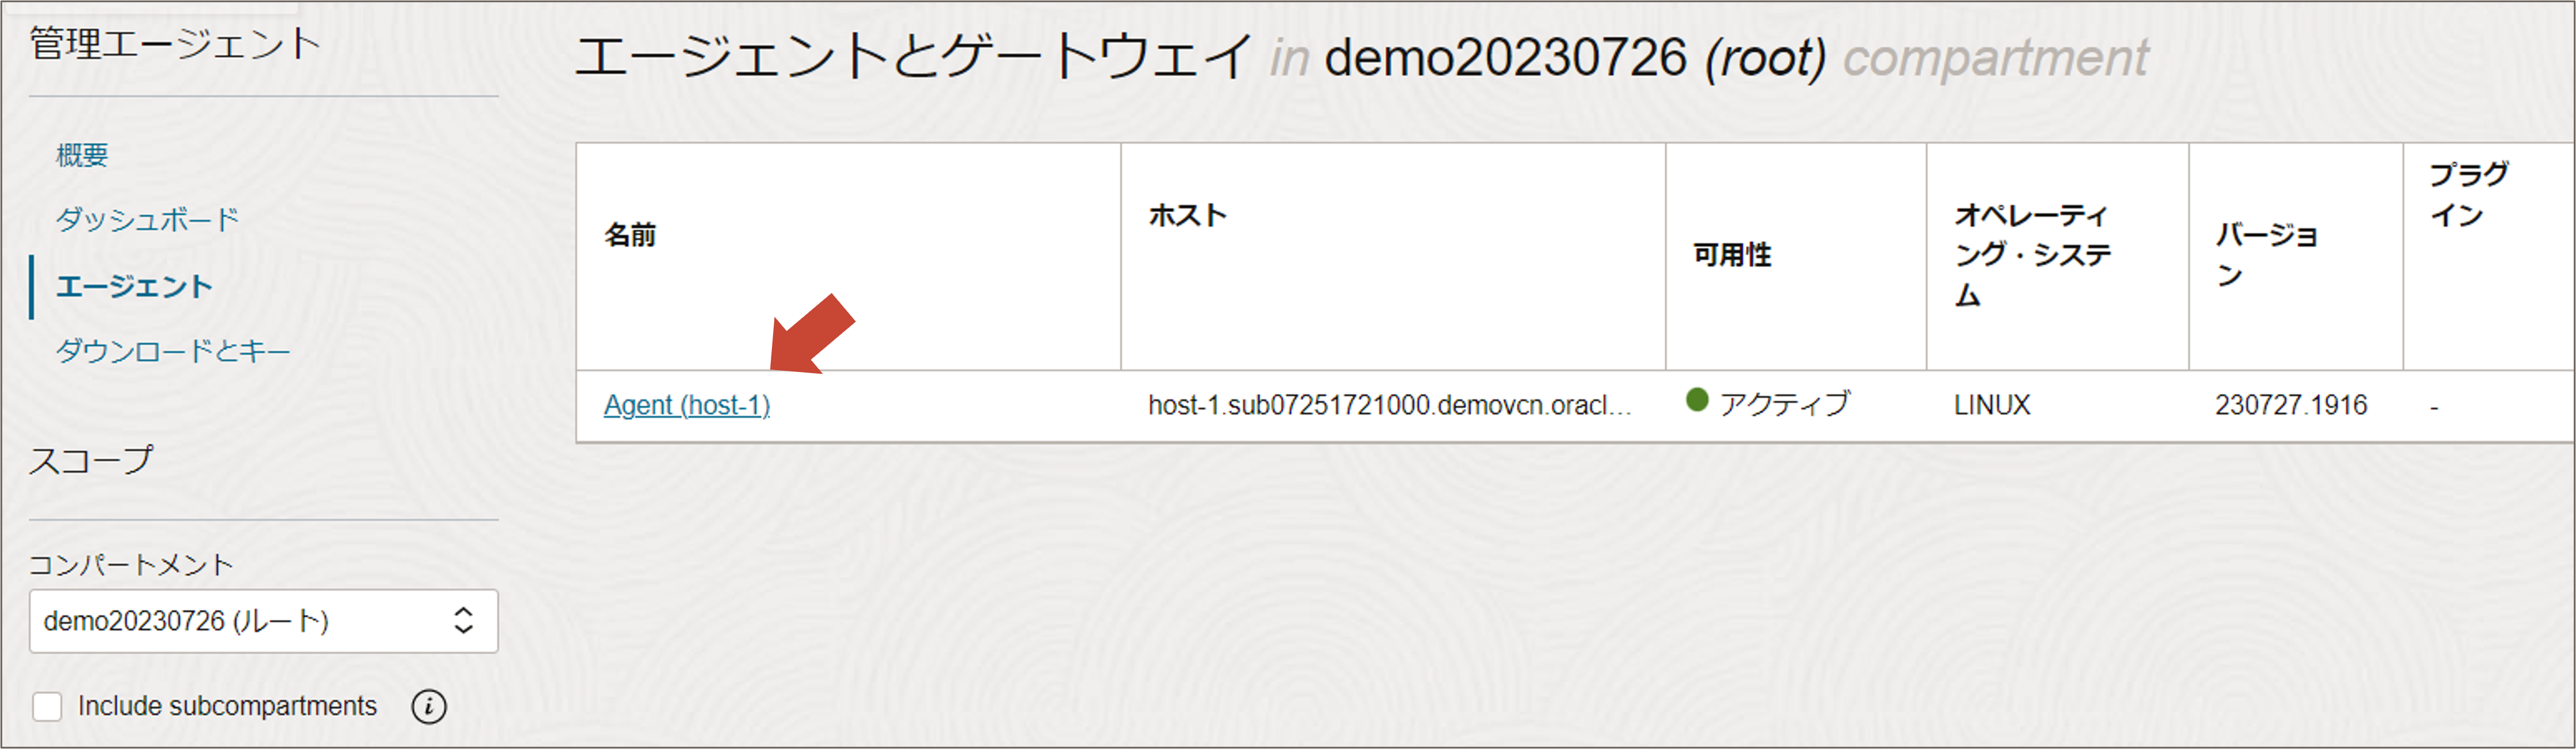 管理エージェント
概要
ダッシュボード
エージェント
ダウンロードとキー
スコープ
コンパートメント
demo20230726 (ルート)
Include subcompartments
エージェントとゲートウェイ in demo20230726 (root) compartment
名前
ホスト
可用性
オペレーティ
ング・システ
ム
バージョ
ン
プラグ
イン
Agent (host-1)
host-1.sub07251721000.demovcn.oracl...
アクティブ
LINUX
230727.1916
-